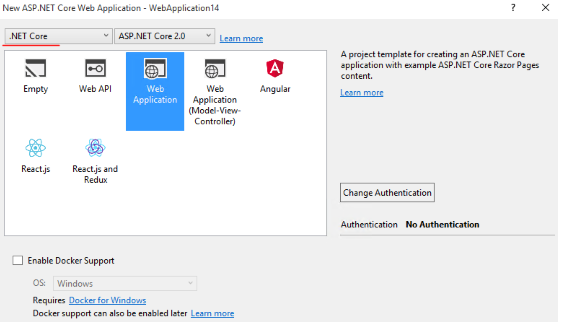 New ASP.NET Core Web Application - WebApplication14
? X
.NET Core ASP.NET Core 2.0 Learn more
Empty
Web API
Web Application
Web Application (Model-View-Controller)
Angular
React.js
React.js and Redux
A project template for creating an ASP.NET Core
application with example ASP.NET Core Razor Pages
content.
Learn more
Change Authentication
Authentication No Authentication
Enable Docker Support
OS: Windows
Requires Docker for Windows
Docker support can also be enabled later Learn more